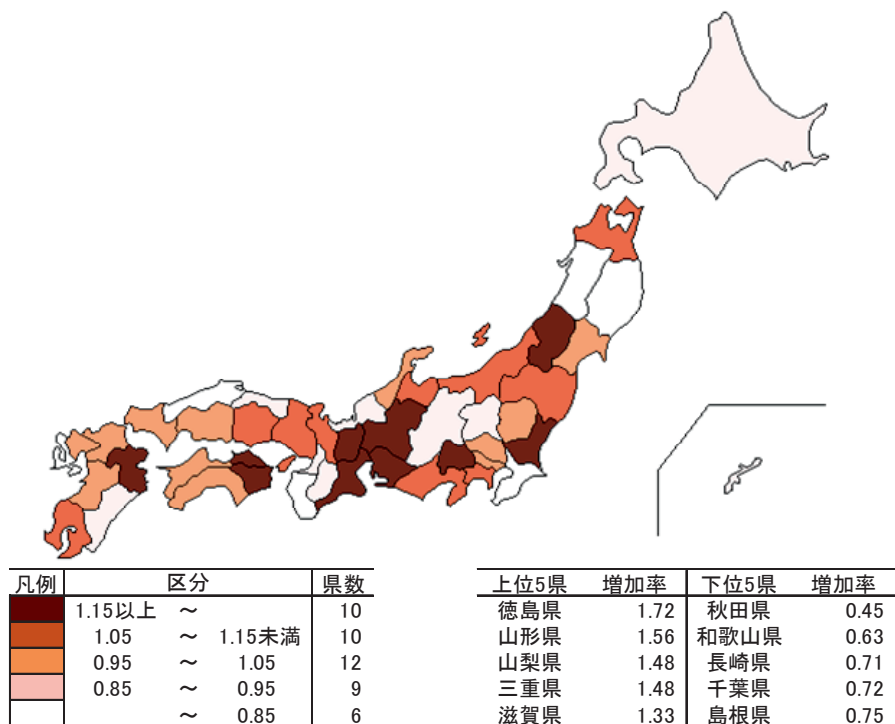 凡例 区分 県数
1.15以上 ～ 10
1.05 ～ 1.15未満 10
0.95 ～ 1.05 12
0.85 ～ 0.95 9
～ 0.85 6
上位5県 増加率 下位5県 増加率
徳島県 1.72 秋田県 0.45
山形県 1.56 和歌山県 0.63
山梨県 1.48 長崎県 0.71
三重県 1.48 千葉県 0.72
滋賀県 1.33 島根県 0.75